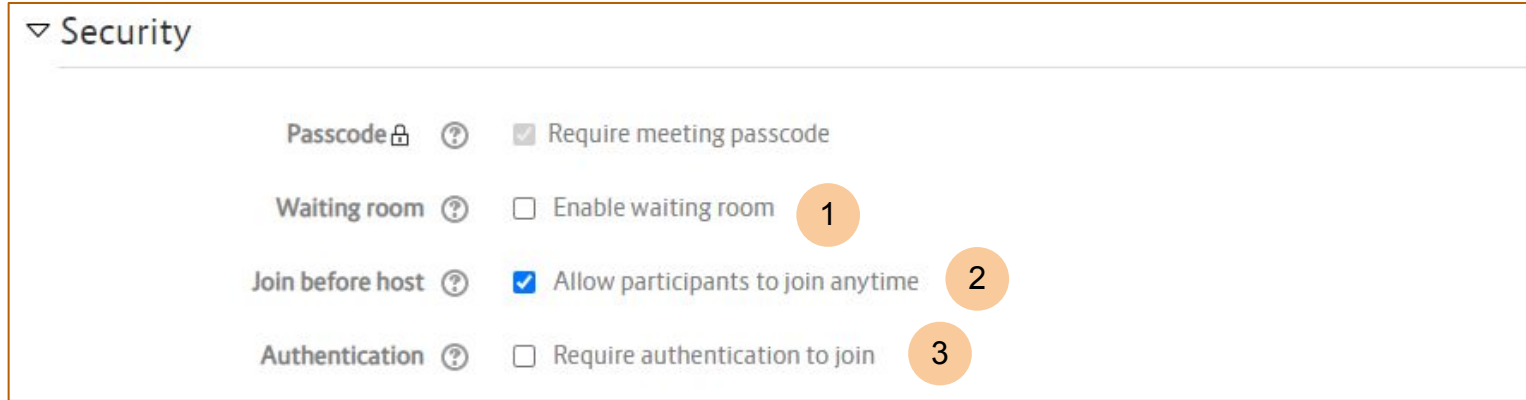 Security
Passcode Require meeting passcode
Waiting room Enable waiting room 1
Join before host Allow participants to join anytime 2
Authentication Require authentication to join 3